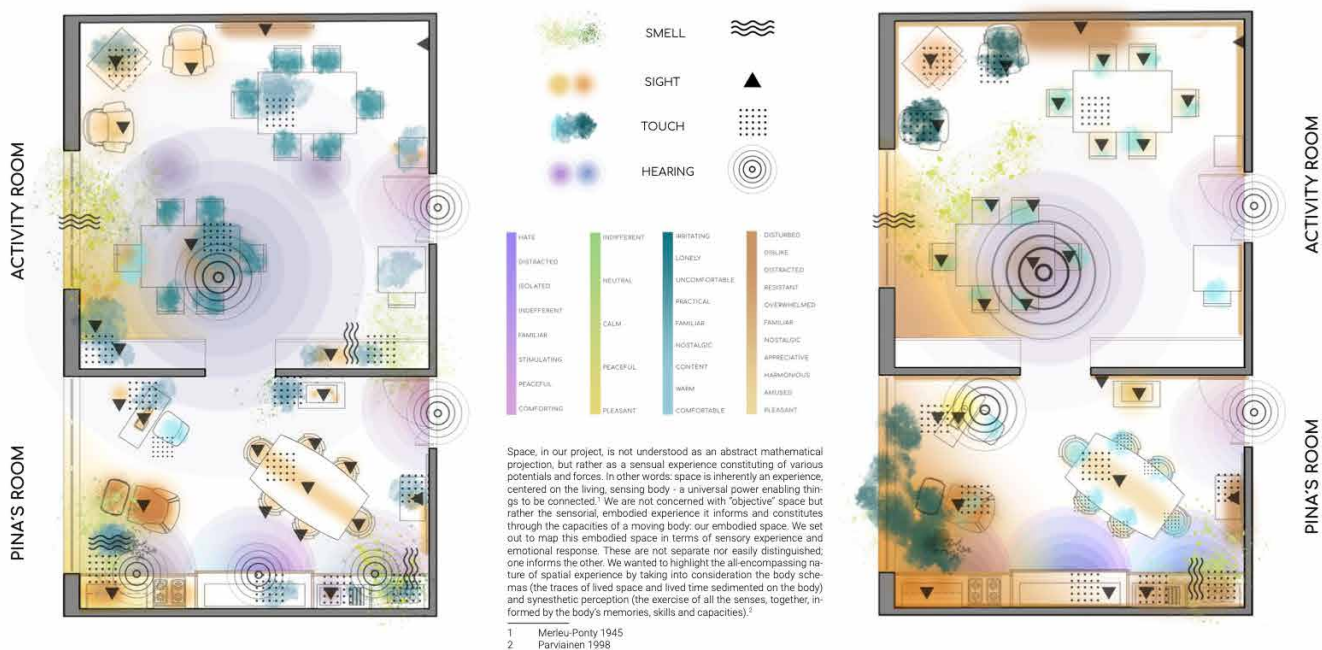 ACTIVITY ROOM
PINA'S ROOM
SMELL
SIGHT
TOUCH
HEARING
HATE
DISTRACTED
ISOLATED
INDEFFERENT
FAMILIAR
STIMULATING
PEACEFUL
COMFORTING
INDIFFERENT
NEUTRAL
CALM
PEACEFUL
PLEASANT
IRRITATING
LONELY
UNCOMFORTABLE
PRACTICAL
FAMILIAR
NOSTALGIC
CONTENT
WARM
COMFORTABLE
DISTURBED
DISLIKE
DISTRACTED
RESISTANT
OVERWHELMED
FAMILIAR
NOSTALGIC
APPRECIATIVE
HARMONIOUS
AMUSED
PLEASANT
Space, in our project, is not understood as an abstract mathematical
projection, but rather as a sensual experience constituting of various
potentials and forces. In other words: space is inherently an experience,
centered on the living, sensing body - a universal power enabling thin-
gs to be connected.1 We are not concerned with "objective" space but
rather the sensorial, embodied experience it informs and constitutes
through the capacities of a moving body: our embodied space. We set
out to map this embodied space in terms of sensory experience and
emotional response. These are not separate nor easily distinguished;
one informs the other. We wanted to highlight the all-encompassing na-
ture of spatial experience by taking into consideration the body sche-
mas (the traces of lived space and lived time sedimented on the body)
and synesthetic perception (the exercise of all the senses, together, in-
formed by the body's memories, skills and capacities).2
1 Merleu-Ponty 1945
2 Parviainen 1998
ACTIVITY ROOM
PINA'S ROOM